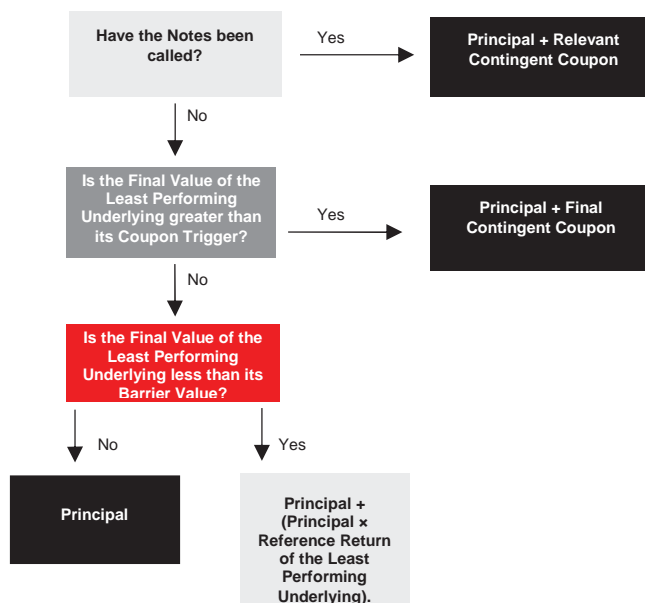 Have the Notes been
called?
Yes
Principal + Relevant
Contingent Coupon
No
Is the Final Value of the
Least Performing
Underlying greater than
its Coupon Trigger?
Yes
Principal + Final
Contingent Coupon
No
Is the Final Value of the
Least Performing
Underlying less than its
Barrier Value?
No
Yes
Principal
Principal +
(Principal ×
Reference Return
of the Least
Performing
Underlying).